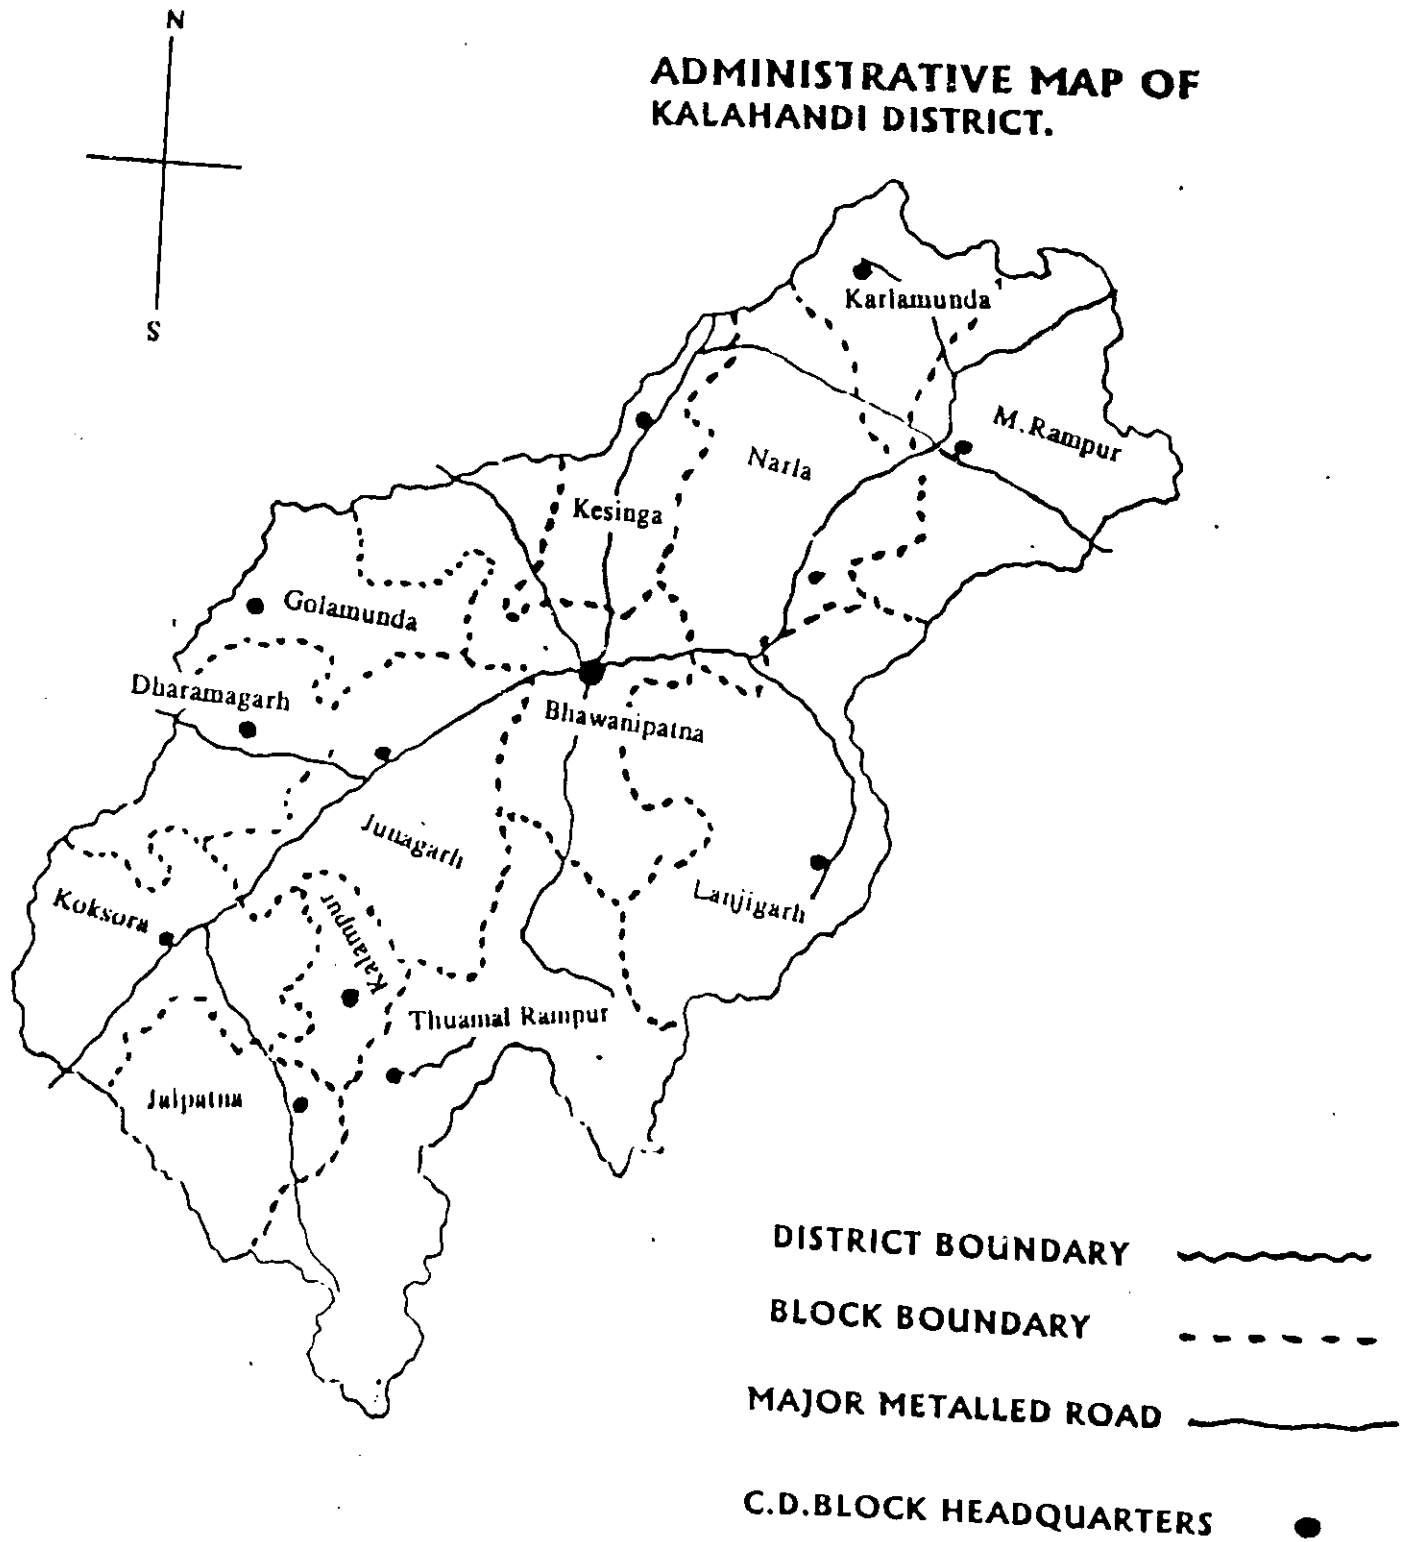 N
ADMINISTRATIVE MAP OF
KALAHANDI DISTRICT.
S
Karlamunda
M.Rampur
Narla
Kesinga
Golamunda
Dharamagarh
Bhawanipatna
Junagarh
Lanjigarh
Koksora
Kalampur
Thuamal Rampur
Jaipatna
DISTRICT BOUNDARY
BLOCK BOUNDARY
MAJOR METALLED ROAD
C.D.BLOCK HEADQUARTERS